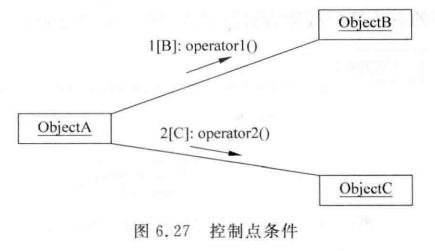 ObjectB
1[B]: operator1()
ObjectA
2[C]: operator2()
ObjectC
图 6.27 控制点条件